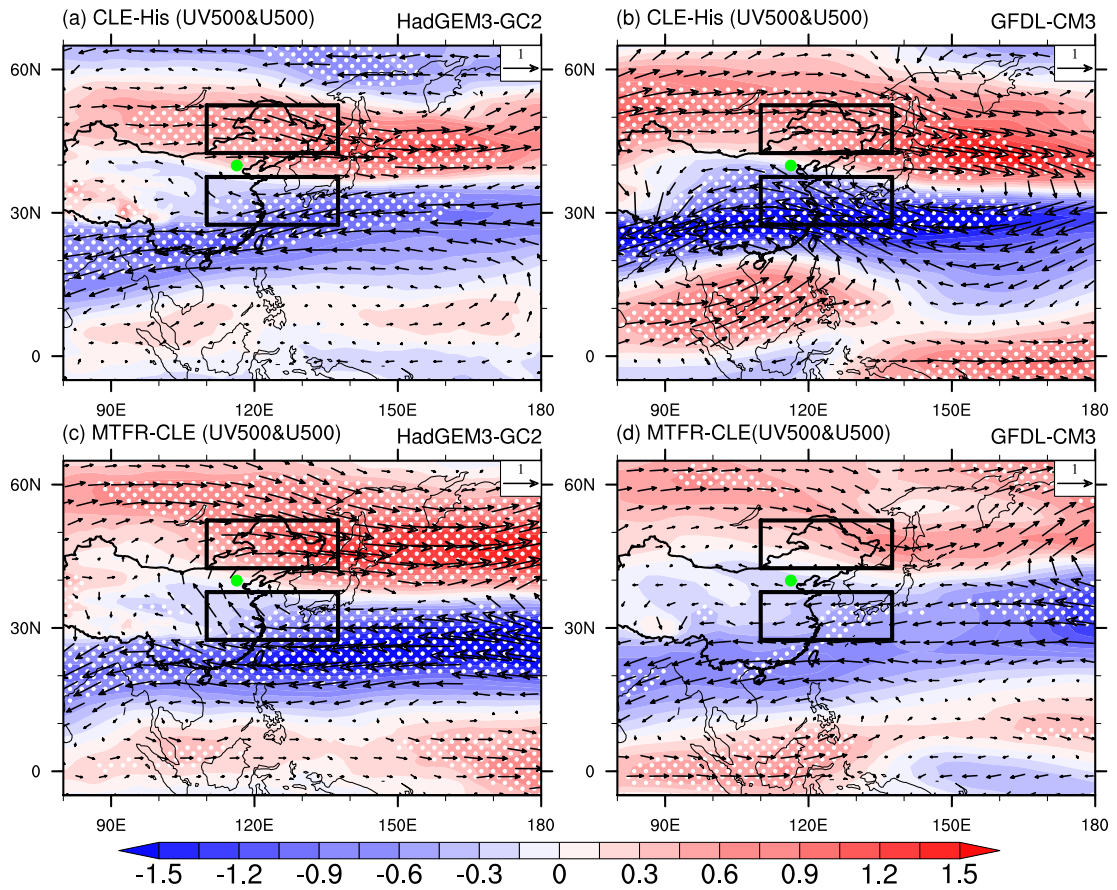 (a) CLE-His (UV500&U500) HadGEM3-GC2
1
60N
30N
0
90E 120E 150E 180
(b) CLE-His (UV500&U500) GFDL-CM3
1
60N
30N
0
90E 120E 150E 180
(c) MTFR-CLE (UV500&U500) HadGEM3-GC2
1
60N
30N
0
90E 120E 150E 180
(d) MTFR-CLE(UV500&U500) GFDL-CM3
1
60N
30N
0
90E 120E 150E 180
-1.5 -1.2 -0.9 -0.6 -0.3 0 0.3 0.6 0.9 1.2 1.5